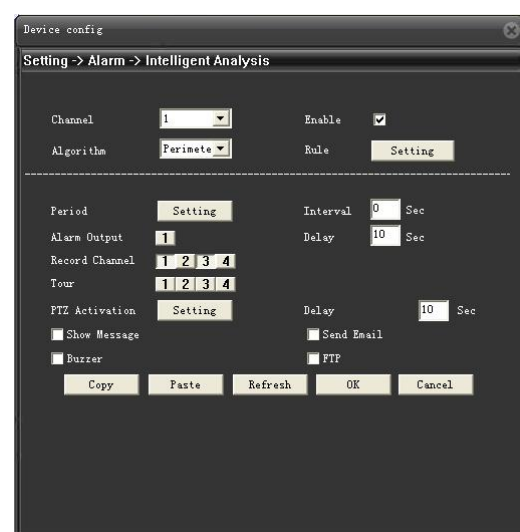 Device config
Setting -> Alarm -> Intelligent Analysis
Channel 1 Enable
Algorithm Perimete Rule Setting
Period Setting Interval 0 Sec
Alarm Output 1 Delay 10 Sec
Record Channel 1 2 3 4
Tour 1 2 3 4
PTZ Activation Setting Delay 10 Sec
Show Message Send Email
Buzzer FTP
Copy Paste Refresh OK Cancel